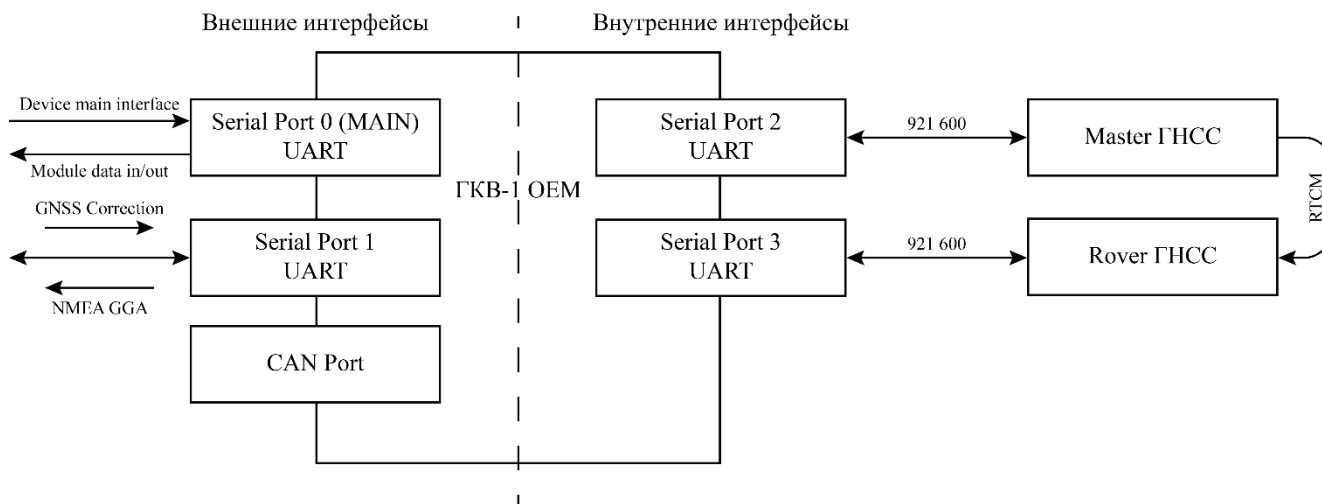 Внешние интерфейсы
Внутренние интерфейсы
Device main interface
Serial Port 0 (MAIN)
UART
Module data in/out
GNSS Correction
Serial Port 1
UART
NMEA GGA
CAN Port
ГКВ-1 OEM
Serial Port 2
UART
921 600
Master ГНСС
RTCM
Serial Port 3
UART
921 600
Rover ГНСС